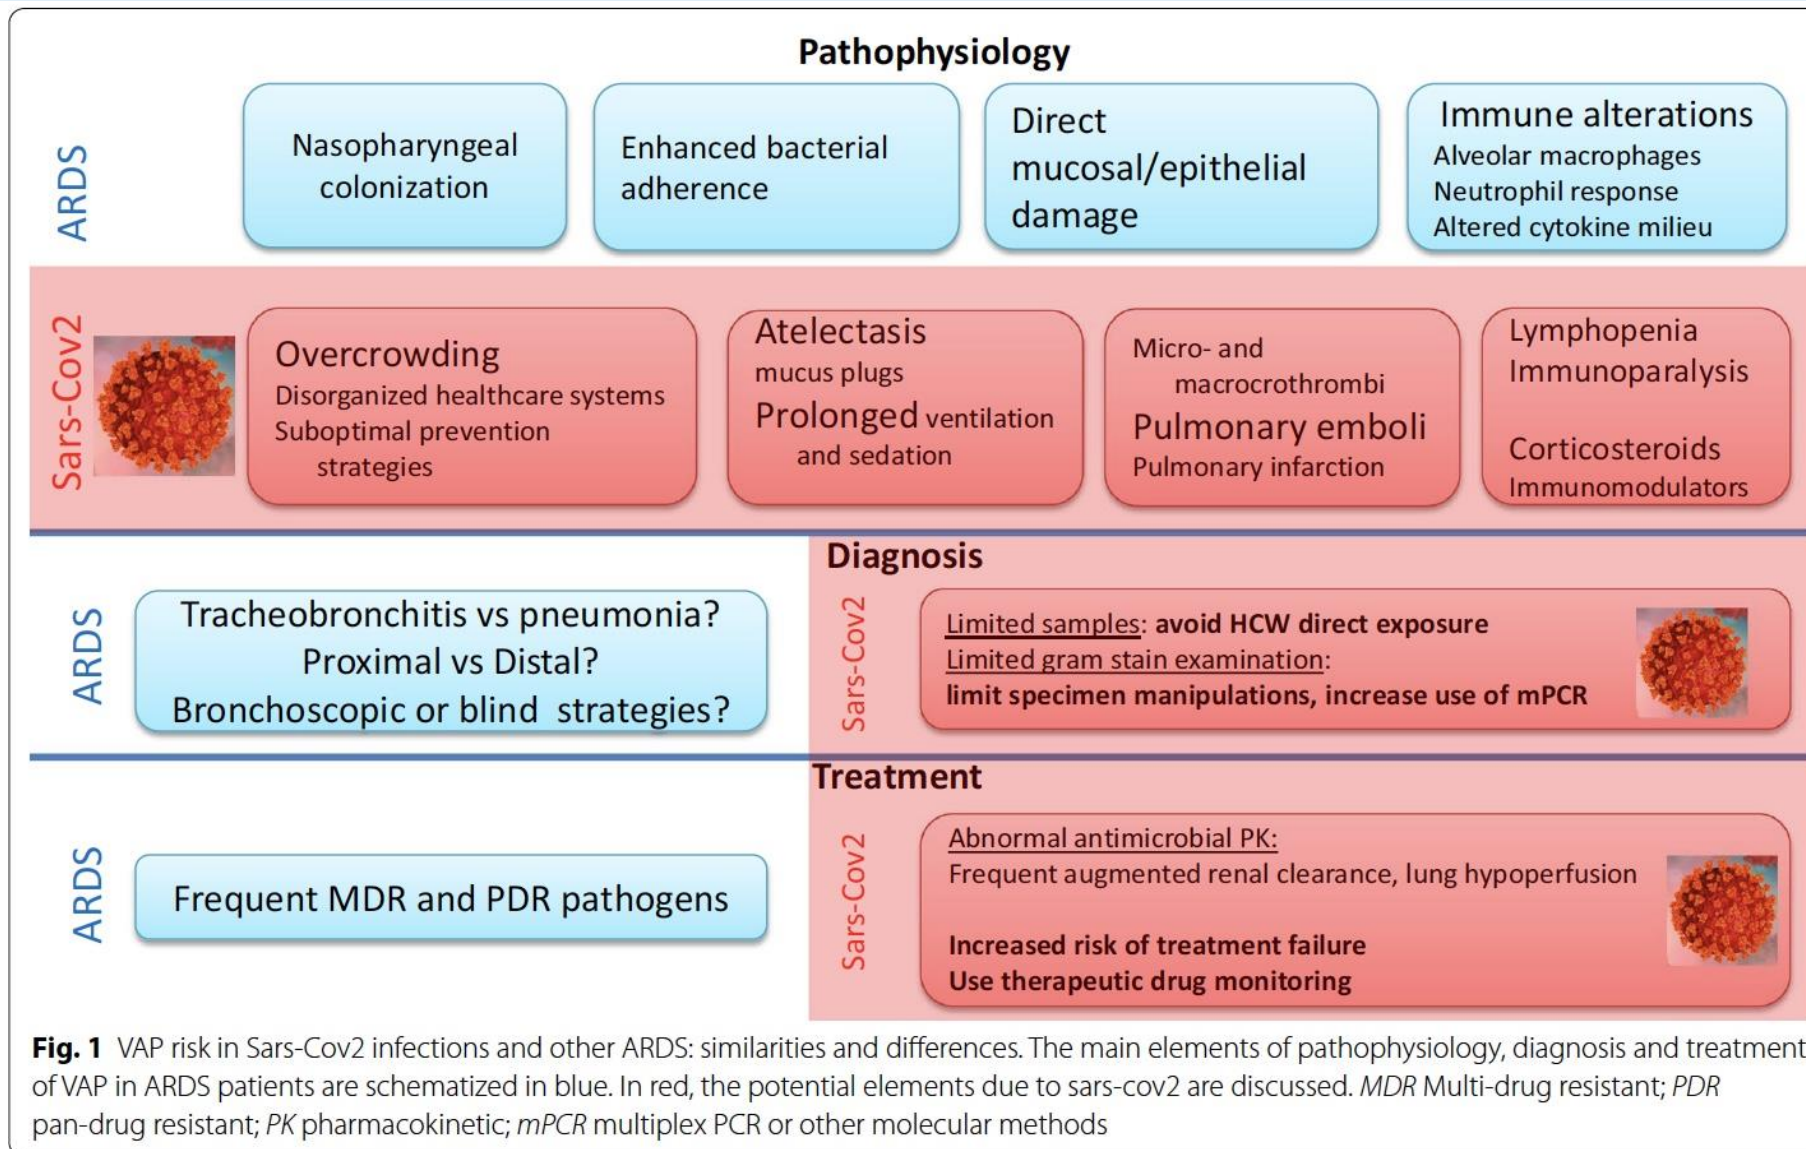 Pathophysiology
ARDS
Nasopharyngeal
colonization
Enhanced bacterial
adherence
Direct
mucosal/epithelial
damage
Immune alterations
Alveolar macrophages
Neutrophil response
Altered cytokine milieu
Sars-Cov2
Overcrowding
Disorganized healthcare systems
Suboptimal prevention
strategies
Atelectasis
mucus plugs
Prolonged ventilation
and sedation
Micro- and
macrocrothrombi
Pulmonary emboli
Pulmonary infarction
Lymphopenia
Immunoparalysis
Corticosteroids
Immunomodulators
Diagnosis
ARDS
Tracheobronchitis vs pneumonia?
Proximal vs Distal?
Bronchoscopic or blind strategies?
Sars-Cov2
Limited samples: avoid HCW direct exposure
Limited gram stain examination:
limit specimen manipulations, increase use of mPCR
Treatment
ARDS
Frequent MDR and PDR pathogens
Sars-Cov2
Abnormal antimicrobial PK:
Frequent augmented renal clearance, lung hypoperfusion
Increased risk of treatment failure
Use therapeutic drug monitoring
Fig. 1 VAP risk in Sars-Cov2 infections and other ARDS: similarities and differences. The main elements of pathophysiology, diagnosis and treatment
of VAP in ARDS patients are schematized in blue. In red, the potential elements due to sars-cov2 are discussed. MDR Multi-drug resistant; PDR
pan-drug resistant; PK pharmacokinetic; mPCR multiplex PCR or other molecular methods